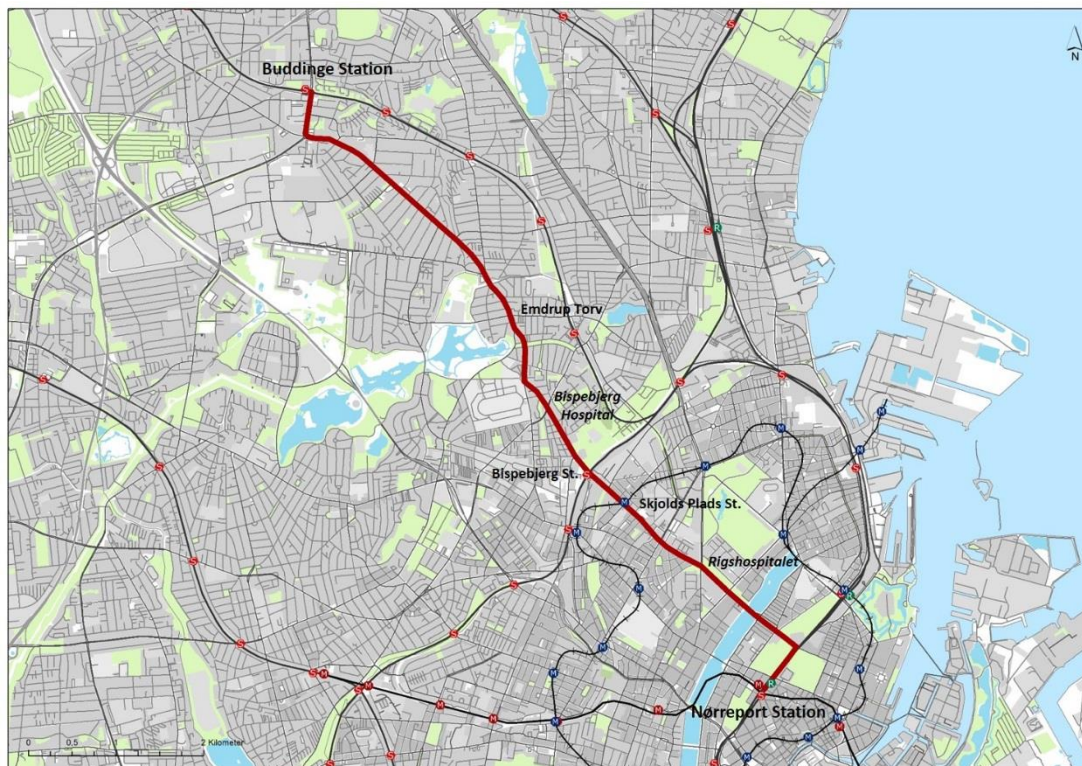 N
Buddinge Station
Emdrup Torv
Bispebjerg
Hospital
Bispebjerg St.
Skjolds Plads St.
Rigshospitalet
Nørreport Station
0 0.5 2 Kilometer
S
S
S
S
S
S
S
S
R
S
S
S
S
S
M
M
S
M
S
S
M
M
S
S
M
M
S
M
M
R
S
M
S
M
M
S
M
S
M
M
M
R
S
M
M
M
M
M
M
M
M
S
S